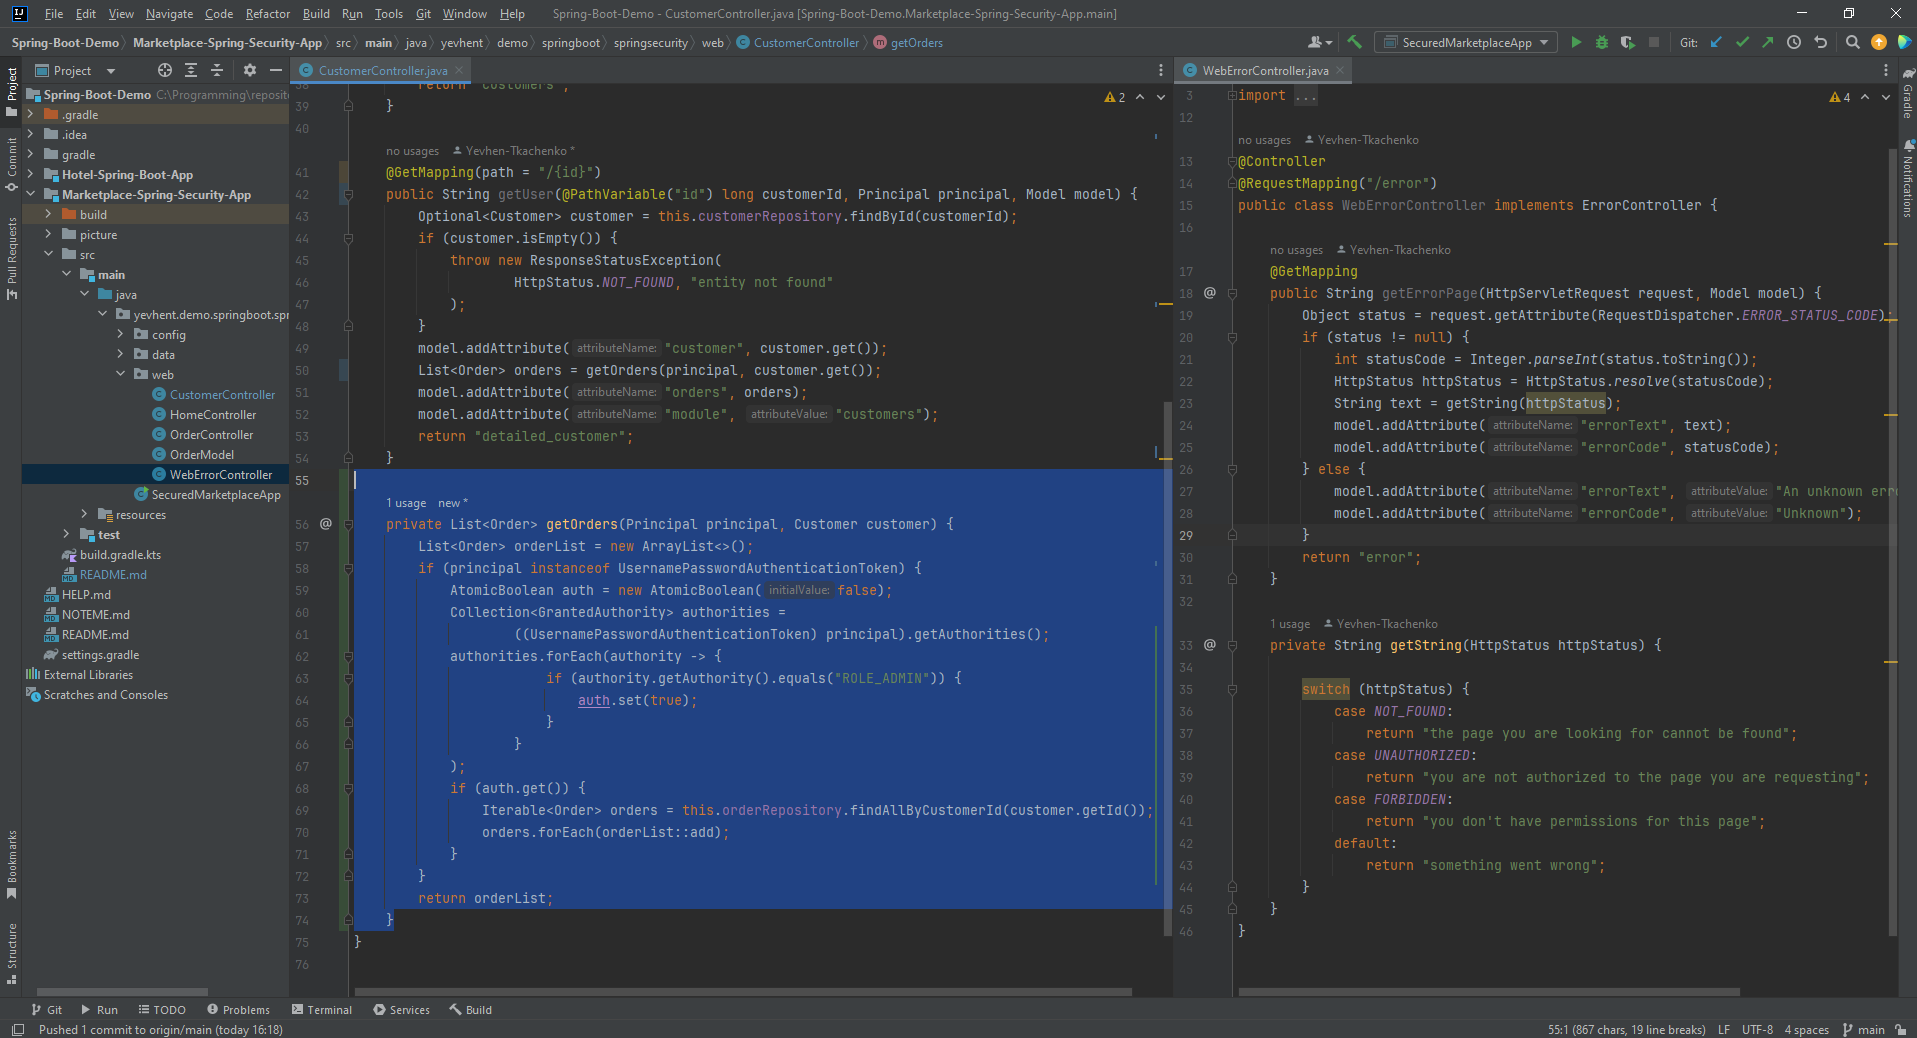 File Edit View Navigate Code Refactor Build Run Tools Git Window Help Spring-Boot-Demo - CustomerController.java [Spring-Boot-Demo.Marketplace-Spring-Security-App.main]
Spring-Boot-Demo Marketplace-Spring-Security-App src main java yevhent demo springboot springsecurity web CustomerController getOrders SecuredMarketplaceApp Git:
Project
Commit
Pull Requests
Bookmarks
Structure
Project
Spring-Boot-Demo C:\Programming\reposit
.gradle
.idea
gradle
Hotel-Spring-Boot-App
Marketplace-Spring-Security-App
build
picture
src
main
java
yevhent.demo.springboot.spr
config
data
web
CustomerController
HomeController
OrderController
OrderModel
WebErrorController
SecuredMarketplaceApp
resources
test
build.gradle.kts
README.md
HELP.md
NOTEME.md
README.md
settings.gradle
External Libraries
Scratches and Consoles
CustomerController.java
2
38 return "customers";
39 }
40
no usages Yevhen-Tkachenko *
41 @GetMapping(path = "/{id}")
42 public String getUser(@PathVariable("id") long customerId, Principal principal, Model model) {
43 Optional<Customer> customer = this.customerRepository.findById(customerId);
44 if (customer.isEmpty()) {
45 throw new ResponseStatusException(
46 HttpStatus.NOT_FOUND, "entity not found"
47 );
48 }
49 model.addAttribute( attributeName: "customer", customer.get());
50 List<Order> orders = getOrders(principal, customer.get());
51 model.addAttribute( attributeName: "orders", orders);
52 model.addAttribute( attributeName: "module", attributeValue: "customers");
53 return "detailed_customer";
54 }
55
1 usage new *
56 @ private List<Order> getOrders(Principal principal, Customer customer) {
57 List<Order> orderList = new ArrayList<>();
58 if (principal instanceof UsernamePasswordAuthenticationToken) {
59 AtomicBoolean auth = new AtomicBoolean( initialValue: false);
60 Collection<GrantedAuthority> authorities =
61 ((UsernamePasswordAuthenticationToken) principal).getAuthorities();
62 authorities.forEach(authority -> {
63 if (authority.getAuthority().equals("ROLE_ADMIN")) {
64 auth.set(true);
65 }
66 }
67 );
68 if (auth.get()) {
69 Iterable<Order> orders = this.orderRepository.findAllByCustomerId(customer.getId());
70 orders.forEach(orderList::add);
71 }
72 }
73 return orderList;
74 }
75 }
76
WebErrorController.java
4
3 import ...
12
no usages Yevhen-Tkachenko
13 @Controller
14 @RequestMapping("/error")
15 public class WebErrorController implements ErrorController {
16
no usages Yevhen-Tkachenko
17 @GetMapping
18 @ public String getErrorPage(HttpServletRequest request, Model model) {
19 Object status = request.getAttribute(RequestDispatcher.ERROR_STATUS_CODE);
20 if (status != null) {
21 int statusCode = Integer.parseInt(status.toString());
22 HttpStatus httpStatus = HttpStatus.resolve(statusCode);
23 String text = getString(httpStatus);
24 model.addAttribute( attributeName: "errorText", text);
25 model.addAttribute( attributeName: "errorCode", statusCode);
26 } else {
27 model.addAttribute( attributeName: "errorText", attributeValue: "An unknown erro
28 model.addAttribute( attributeName: "errorCode", attributeValue: "Unknown");
29 }
30 return "error";
31 }
32
1 usage Yevhen-Tkachenko
33 @ private String getString(HttpStatus httpStatus) {
34
35 switch (httpStatus) {
36 case NOT_FOUND:
37 return "the page you are looking for cannot be found";
38 case UNAUTHORIZED:
39 return "you are not authorized to the page you are requesting";
40 case FORBIDDEN:
41 return "you don't have permissions for this page";
42 default:
43 return "something went wrong";
44 }
45 }
46 }
Gradle
Notifications
Git Run TODO Problems Terminal Services Build
Pushed 1 commit to origin/main (today 16:18) 55:1 (867 chars, 19 line breaks) LF UTF-8 4 spaces main